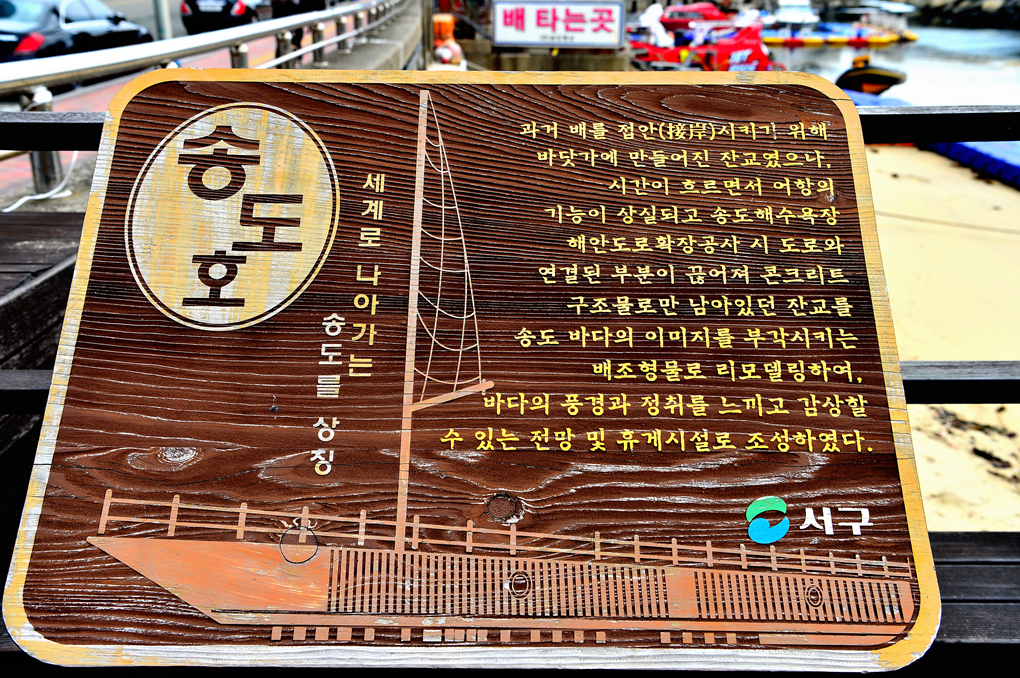 배 타는곳
송도호
세계로 나아가는
송도를 상징
과거 배를 접안(接岸)시키기 위해
바닷가에 만들어진 잔교였으나,
시간이 흐르면서 어항의
기능이 상실되고 송도해수욕장
해안도로확장공사 시 도로와
연결된 부분이 끊어져 콘크리트
구조물로만 남아있던 잔교를
송도 바다의 이미지를 부각시키는
배조형물로 리모델링하여,
바다의 풍경과 정취를 느끼고 감상할
수 있는 전망 및 휴게시설로 조성하였다.
서구